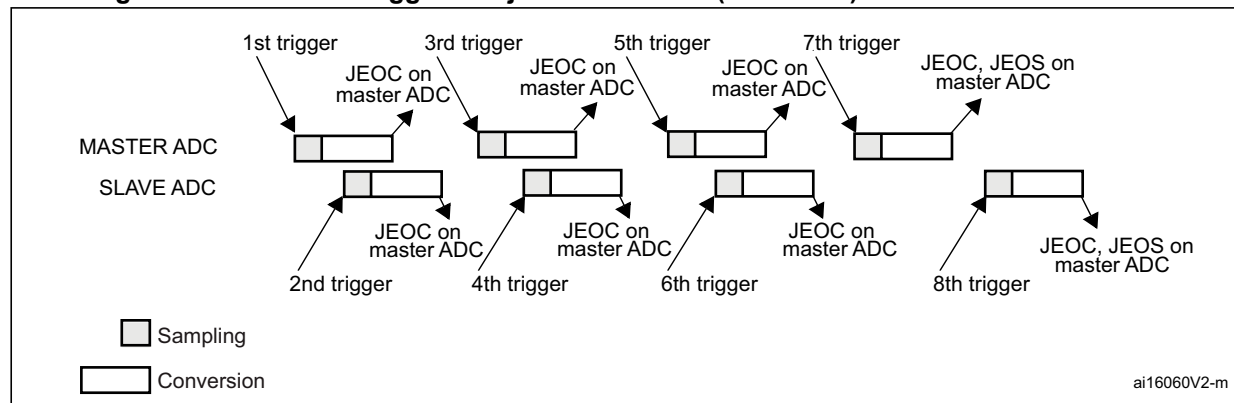 1st trigger
3rd trigger
5th trigger
7th trigger
JEOC on
master ADC
JEOC on
master ADC
JEOC on
master ADC
JEOC, JEOS on
master ADC
MASTER ADC
SLAVE ADC
JEOC on
master ADC
JEOC on
master ADC
JEOC on
master ADC
JEOC, JEOS on
master ADC
2nd trigger
4th trigger
6th trigger
8th trigger
Sampling
Conversion
ai16060V2-m